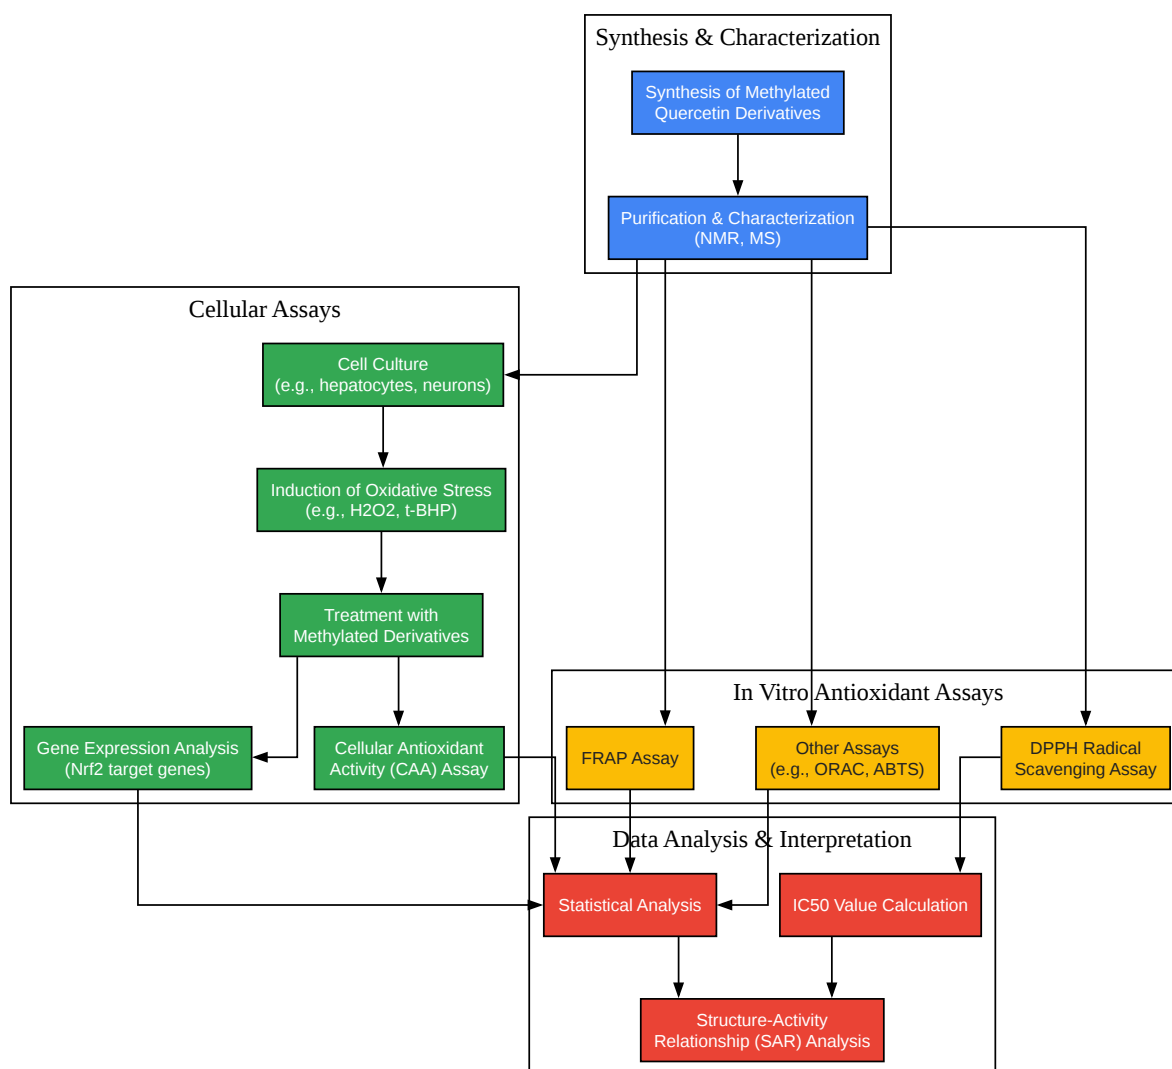 Synthesis & Characterization
Synthesis of Methylated
Quercetin Derivatives
Purification & Characterization
(NMR, MS)
Cellular Assays
Cell Culture
(e.g., hepatocytes, neurons)
Induction of Oxidative Stress
(e.g., H2O2, t-BHP)
Treatment with
Methylated Derivatives
Gene Expression Analysis
(Nrf2 target genes)
Cellular Antioxidant
Activity (CAA) Assay
In Vitro Antioxidant Assays
FRAP Assay
Other Assays
(e.g., ORAC, ABTS)
DPPH Radical
Scavenging Assay
Data Analysis & Interpretation
Statistical Analysis
IC50 Value Calculation
Structure-Activity
Relationship (SAR) Analysis